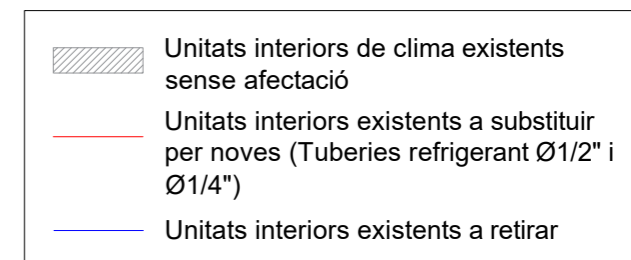 Unitats interiors de clima existents
sense afectació
Unitats interiors existents a substituir
per noves (Tuberies refrigerant Ø1/2" i
Ø1/4")
Unitats interiors existents a retirar